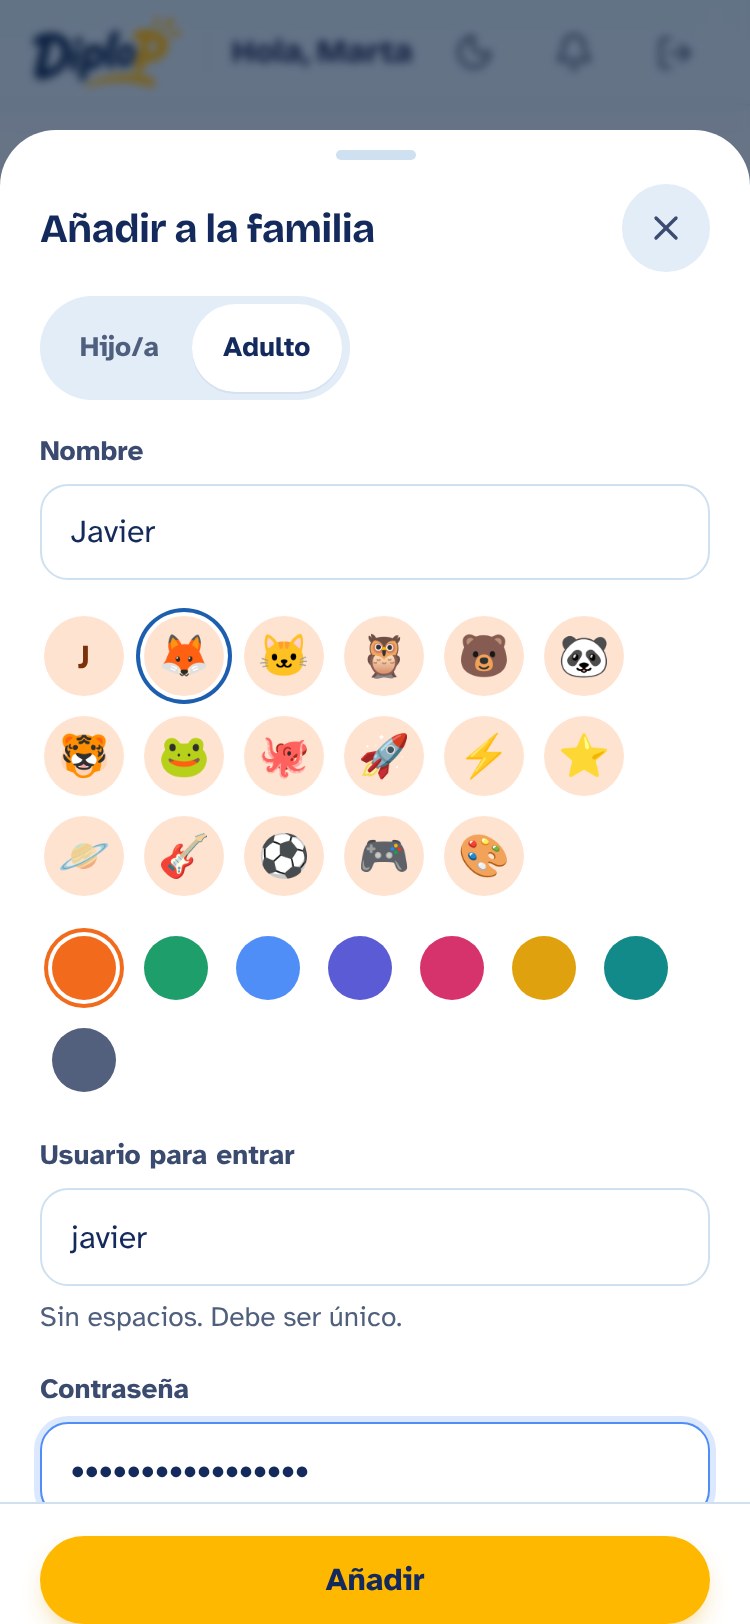 DiploP
Hola, Marta
Añadir a la familia
Hijo/a
Adulto
Nombre
Javier
J
Usuario para entrar
javier
Sin espacios. Debe ser único.
Contraseña
•••••••••••••••••
Añadir